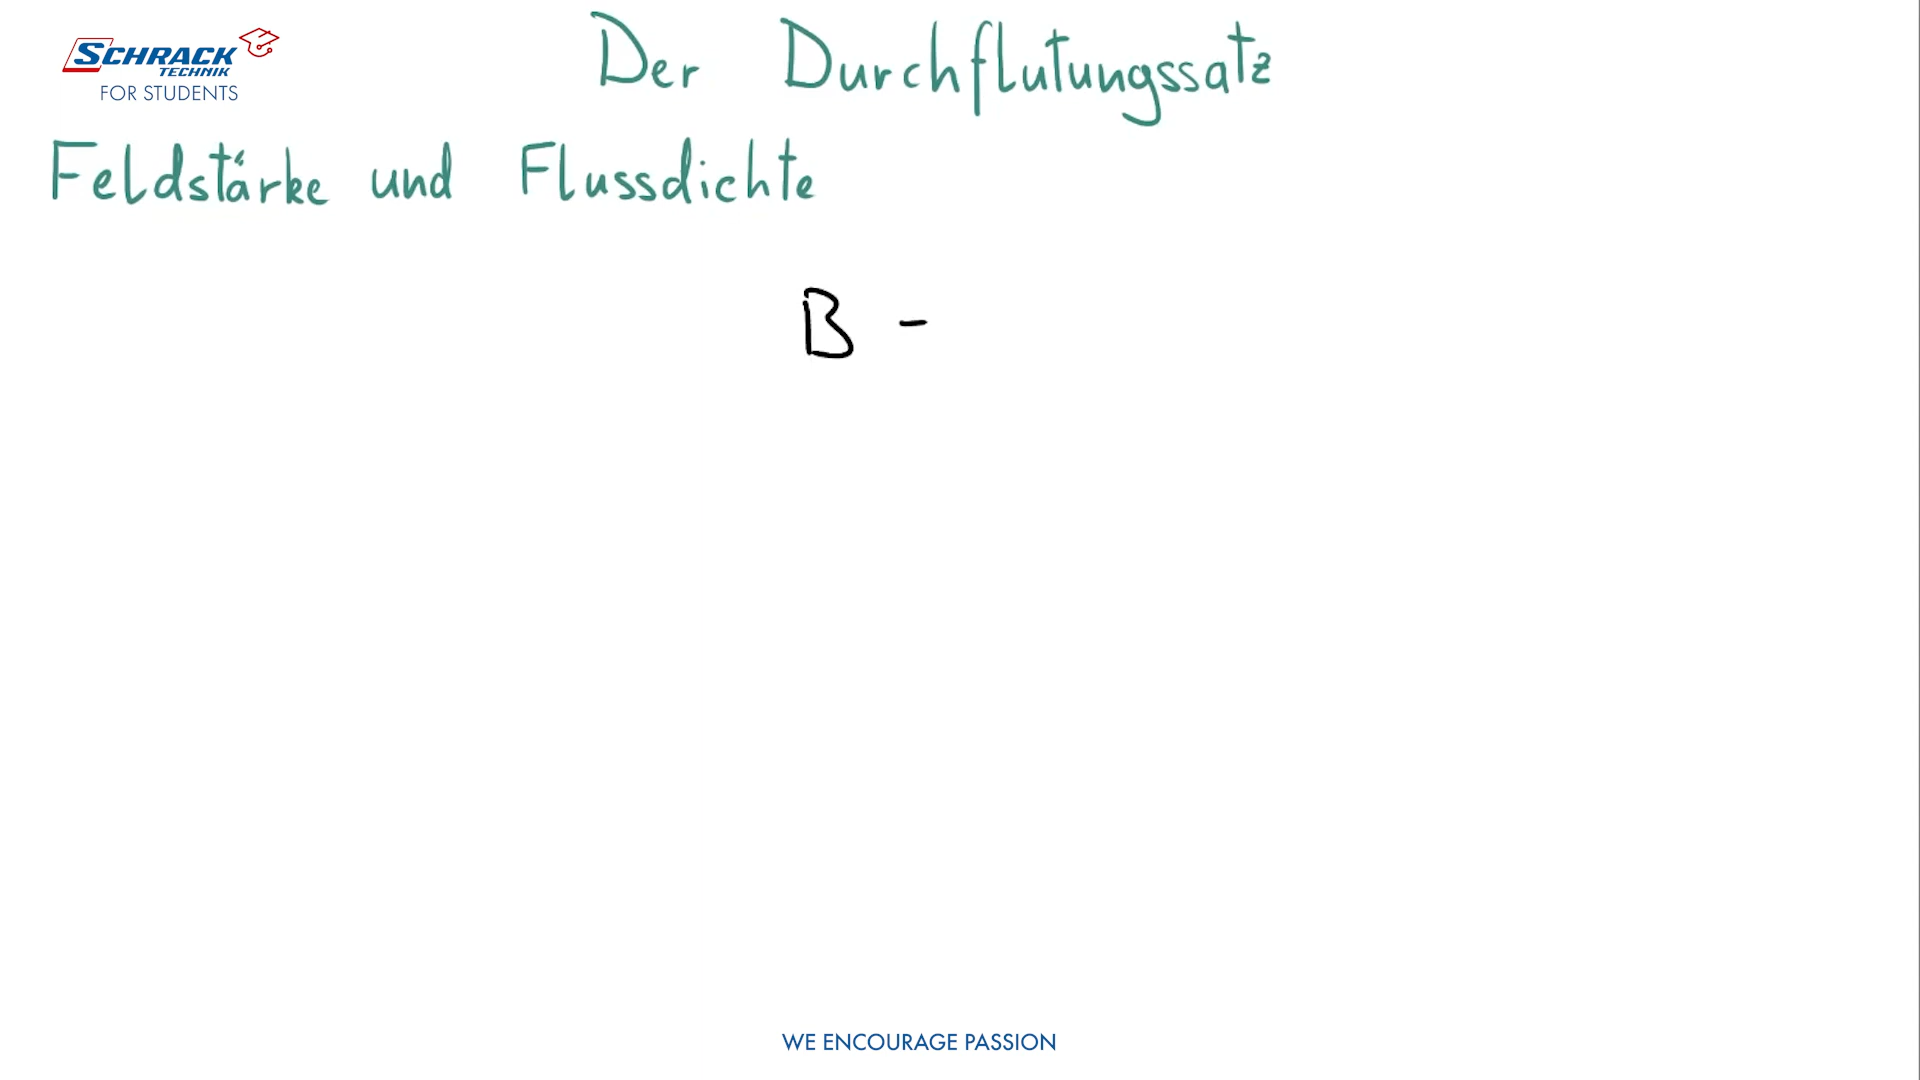 SCHRACK
TECHNIK
FOR STUDENTS
Der Durchflutungssatz
Feldstärke und Flussdichte
B -
WE ENCOURAGE PASSION